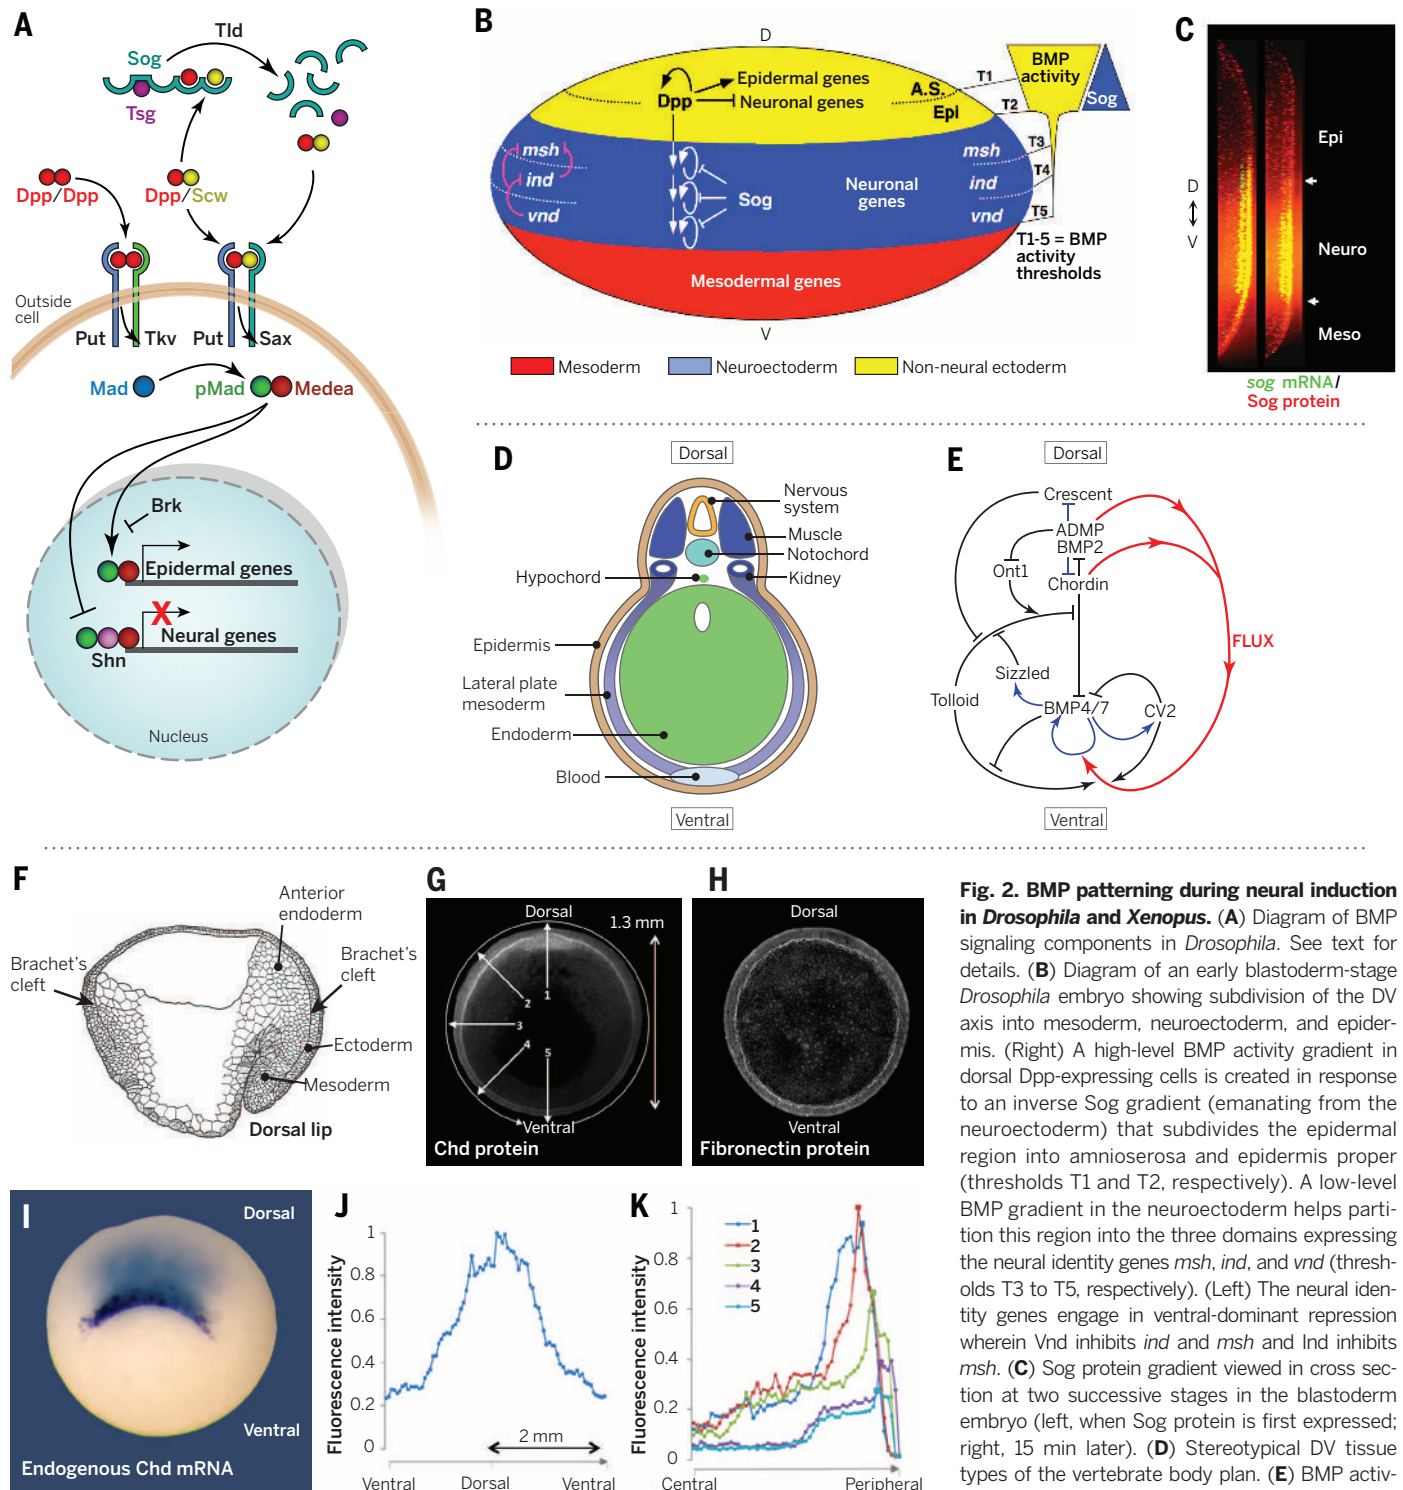 A
Tld
Sog
Tsg
Dpp/Dpp
Dpp/Scw
Outside
cell
Put
Tkv
Put
Sax
Mad
pMad
Medea
Brk
Epidermal genes
X
Neural genes
Shn
Nucleus
B
D
Dpp
Epidermal genes
Neuronal genes
A.S.
Epi
T1
T2
T3
T4
T5
BMP
activity
Sog
msh
ind
vnd
Sog
Neuronal
genes
msh
ind
vnd
Mesodermal genes
T1-5 = BMP
activity
thresholds
V
Mesoderm
Neuroectoderm
Non-neural ectoderm
C
D
V
Epi
Neuro
Meso
sog mRNA/
Sog protein
D
Dorsal
Nervous
system
Muscle
Notochord
Hypochord
Kidney
Epidermis
Lateral plate
mesoderm
Endoderm
Blood
Ventral
E
Dorsal
Crescent
ADMP
BMP2
Ont1
Chordin
FLUX
Sizzled
Tolloid
BMP4/7
CV2
Ventral
F
Anterior
endoderm
Brachet's
cleft
Brachet's
cleft
Ectoderm
Mesoderm
Dorsal lip
G
Dorsal
1.3 mm
1
2
3
4
5
Ventral
Chd protein
H
Dorsal
Ventral
Fibronectin protein
I
Dorsal
Ventral
Endogenous Chd mRNA
J
Fluorescence intensity
1
0.8
0.6
0.4
0.2
0
2 mm
Ventral
Dorsal
Ventral
K
Fluorescence intensity
1
0.8
0.6
0.4
0.2
0
1
2
3
4
5
Central
Peripheral
Fig. 2. BMP patterning during neural induction
in Drosophila and Xenopus. (A) Diagram of BMP
signaling components in Drosophila. See text for
details. (B) Diagram of an early blastoderm-stage
Drosophila embryo showing subdivision of the DV
axis into mesoderm, neuroectoderm, and epider-
mis. (Right) A high-level BMP activity gradient in
dorsal Dpp-expressing cells is created in response
to an inverse Sog gradient (emanating from the
neuroectoderm) that subdivides the epidermal
region into amnioserosa and epidermis proper
(thresholds T1 and T2, respectively). A low-level
BMP gradient in the neuroectoderm helps parti-
tion this region into the three domains expressing
the neural identity genes msh, ind, and vnd (thresh-
olds T3 to T5, respectively). (Left) The neural iden-
tity genes engage in ventral-dominant repression
wherein Vnd inhibits ind and msh and Ind inhibits
msh. (C) Sog protein gradient viewed in cross sec-
tion at two successive stages in the blastoderm
embryo (left, when Sog protein is first expressed;
right, 15 min later). (D) Stereotypical DV tissue
types of the vertebrate body plan. (E) BMP activ-